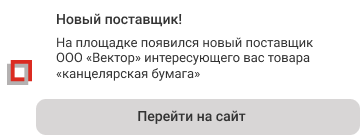 Новый поставщик!
На площадке появился новый поставщик
ООО «Вектор» интересующего вас товара
«канцелярская бумага»
Перейти на сайт